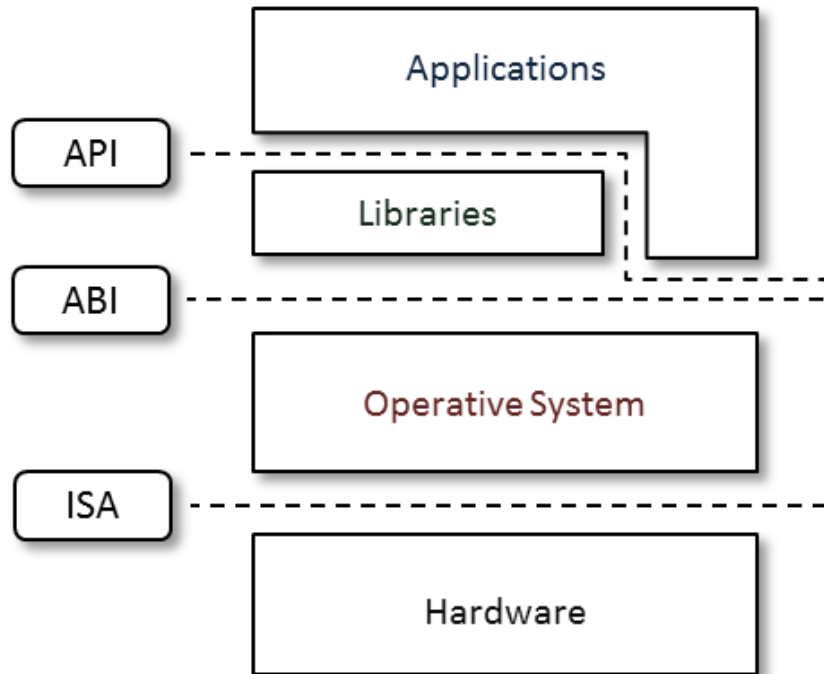 Applications
API
Libraries
ABI
Operative System
ISA
Hardware